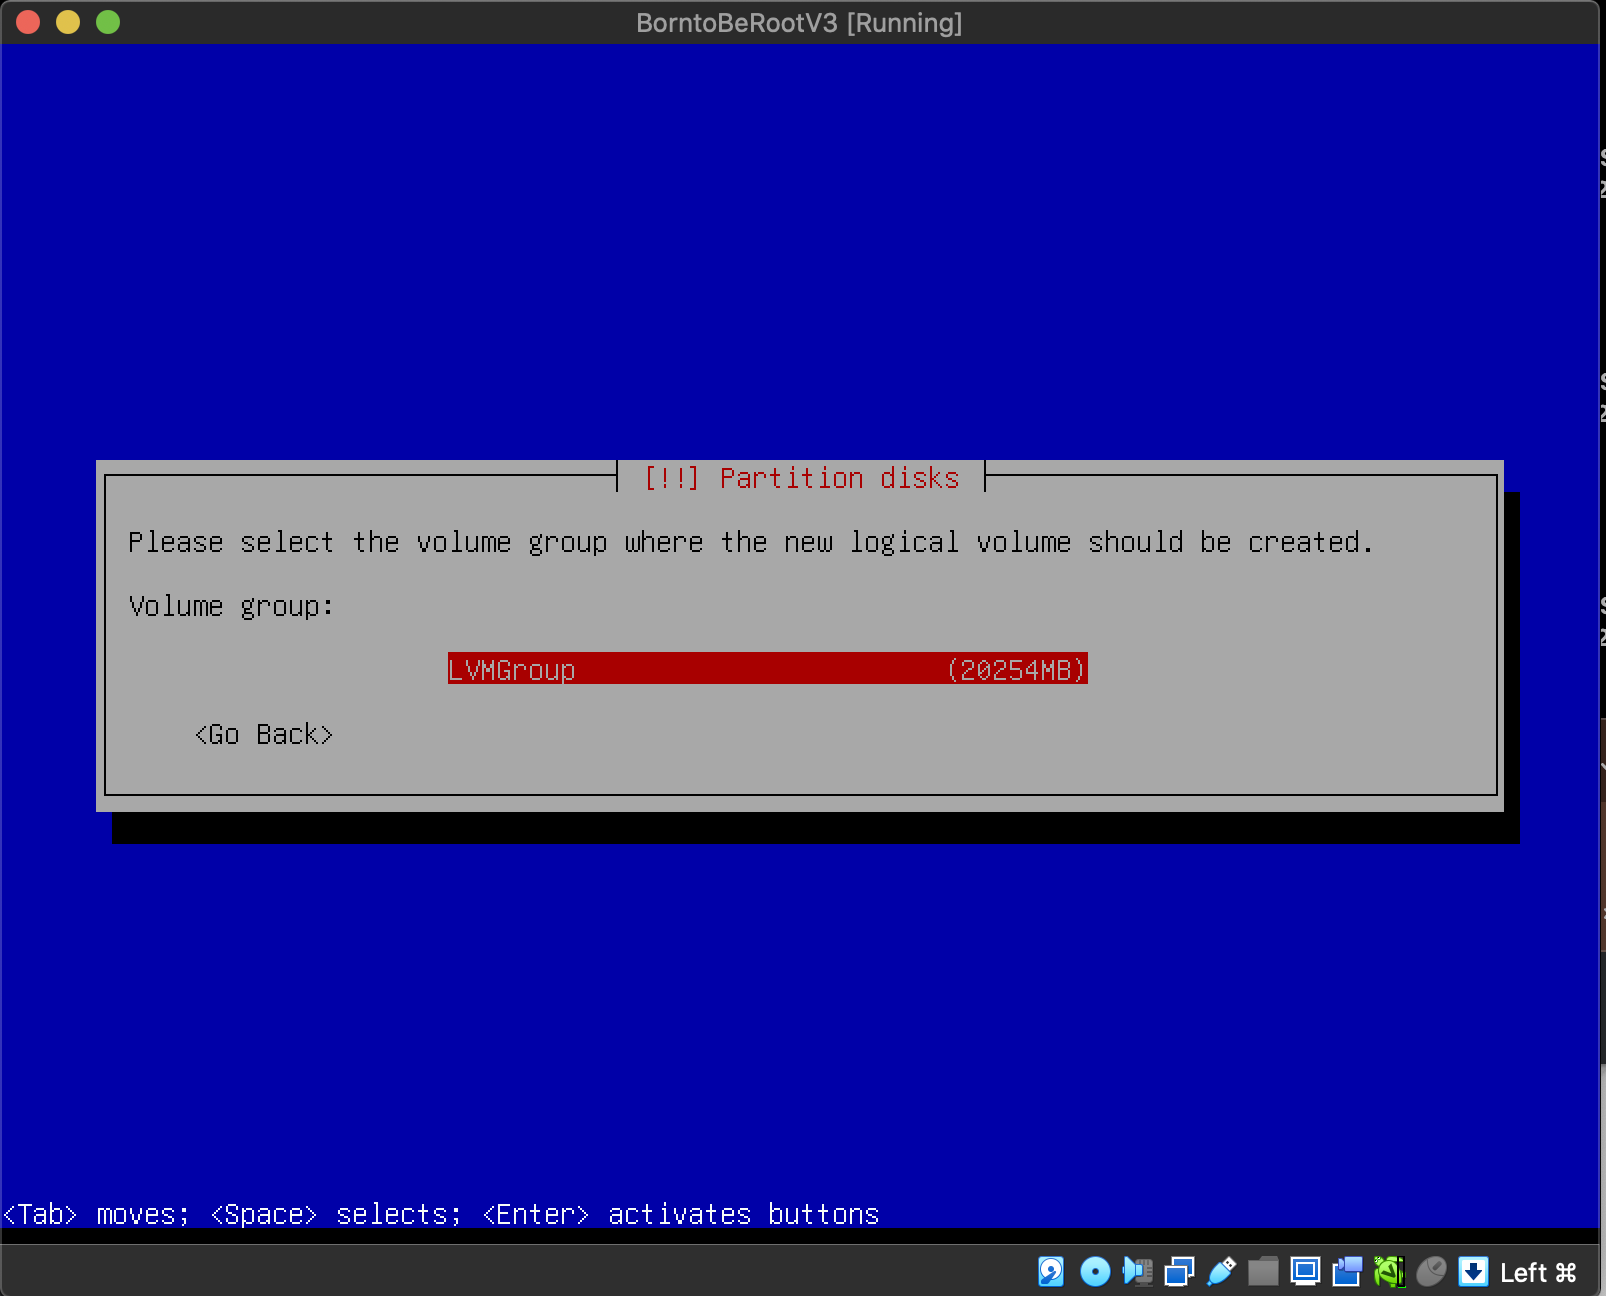 BorntoBeRootV3 [Running]
[!!] Partition disks
Please select the volume group where the new logical volume should be created.
Volume group:
LVMGroup (20254MB)
<Go Back>
<Tab> moves; <Space> selects; <Enter> activates buttons
Left ⌘